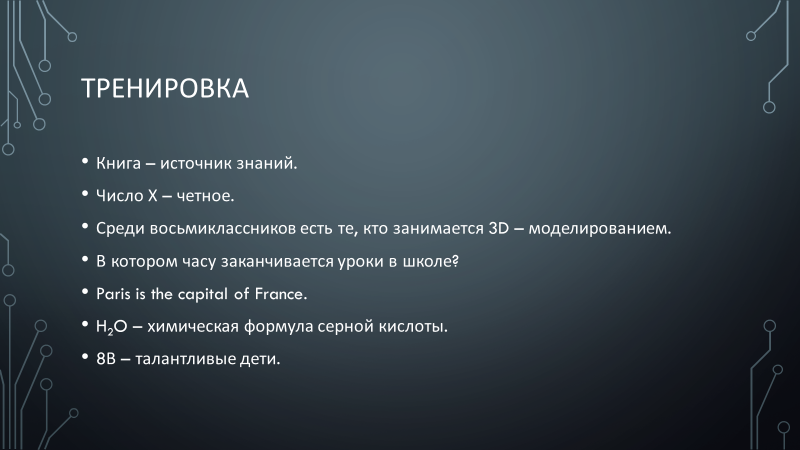 ТРЕНИРОВКА
• Книга – источник знаний.
• Число X – четное.
• Среди восьмиклассников есть те, кто занимается 3D – моделированием.
• В котором часу заканчивается уроки в школе?
• Paris is the capital of France.
• H₂O – химическая формула серной кислоты.
• 8В – талантливые дети.